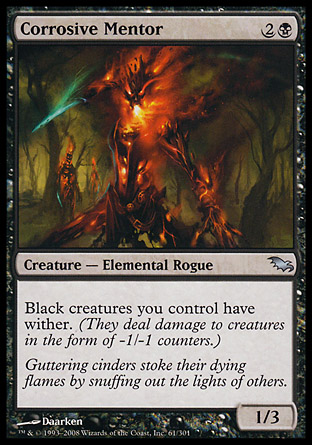 Corrosive Mentor 2
Creature — Elemental Rogue
Black creatures you control have
wither. (They deal damage to creatures
in the form of -1/-1 counters.)
Guttering cinders stoke their dying
flames by snuffing out the lights of others.
Daarken
™ & © 1993–2008 Wizards of the Coast, Inc. 61/301
1/3